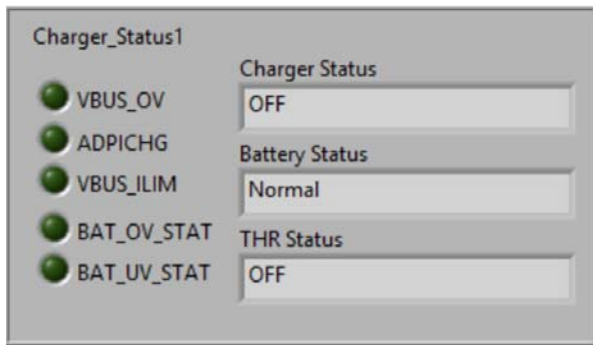 Charger_Status1
VBUS_OV
ADPICHG
VBUS_ILIM
BAT_OV_STAT
BAT_UV_STAT
Charger Status
OFF
Battery Status
Normal
THR Status
OFF